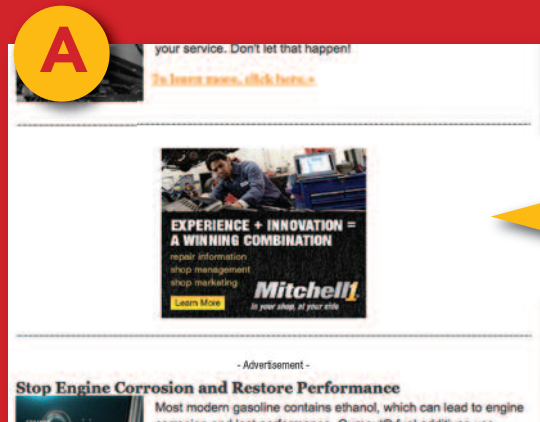 A
your service. Don't let that happen!
To learn more, click here.»
EXPERIENCE + INNOVATION =
A WINNING COMBINATION
repair information
shop management
shop marketing
Learn More
Mitchell1
in your shop, at your side
- Advertisement -
Stop Engine Corrosion and Restore Performance
Most modern gasoline contains ethanol, which can lead to engine